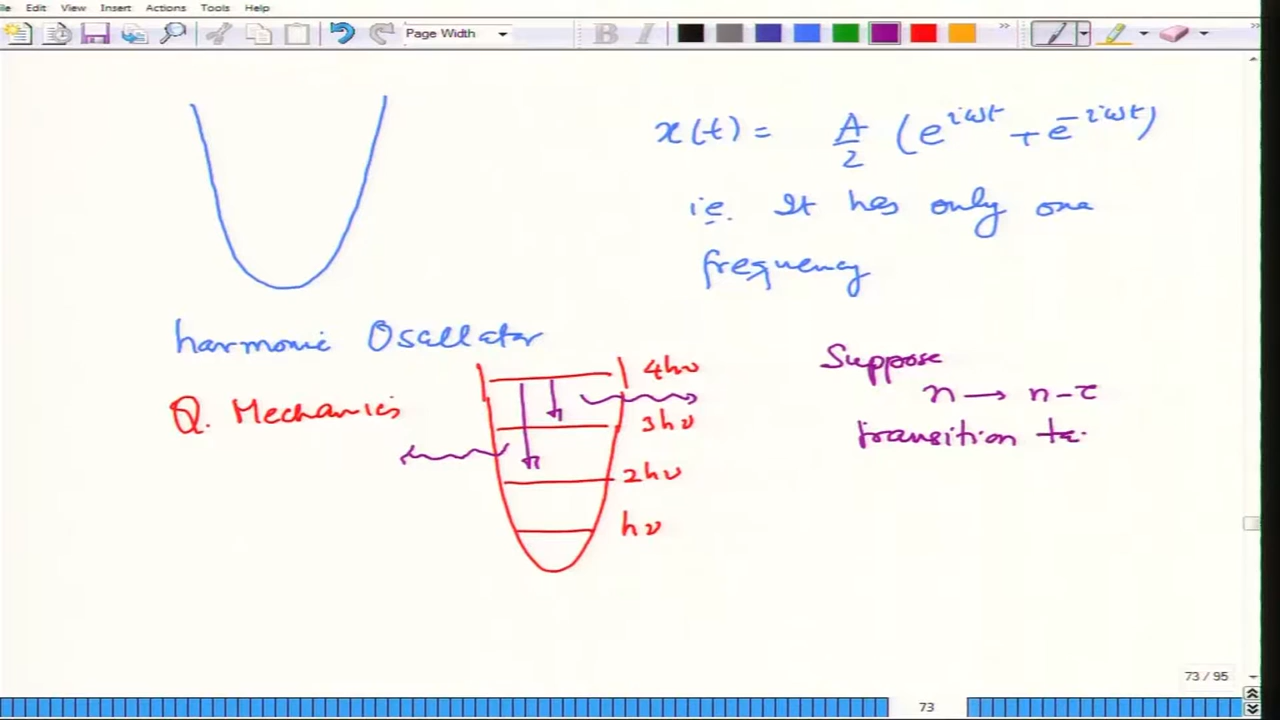 File Edit View Insert Actions Tools Help
Page Width
B I
x(t) = A/2 (e^{iωt} + e^{-iωt})
i.e. It has only one
frequency
harmonic Oscillator
Q. Mechanics
4hν
3hν
2hν
hν
Suppose
n → n-τ
transition ta
73 / 95
73